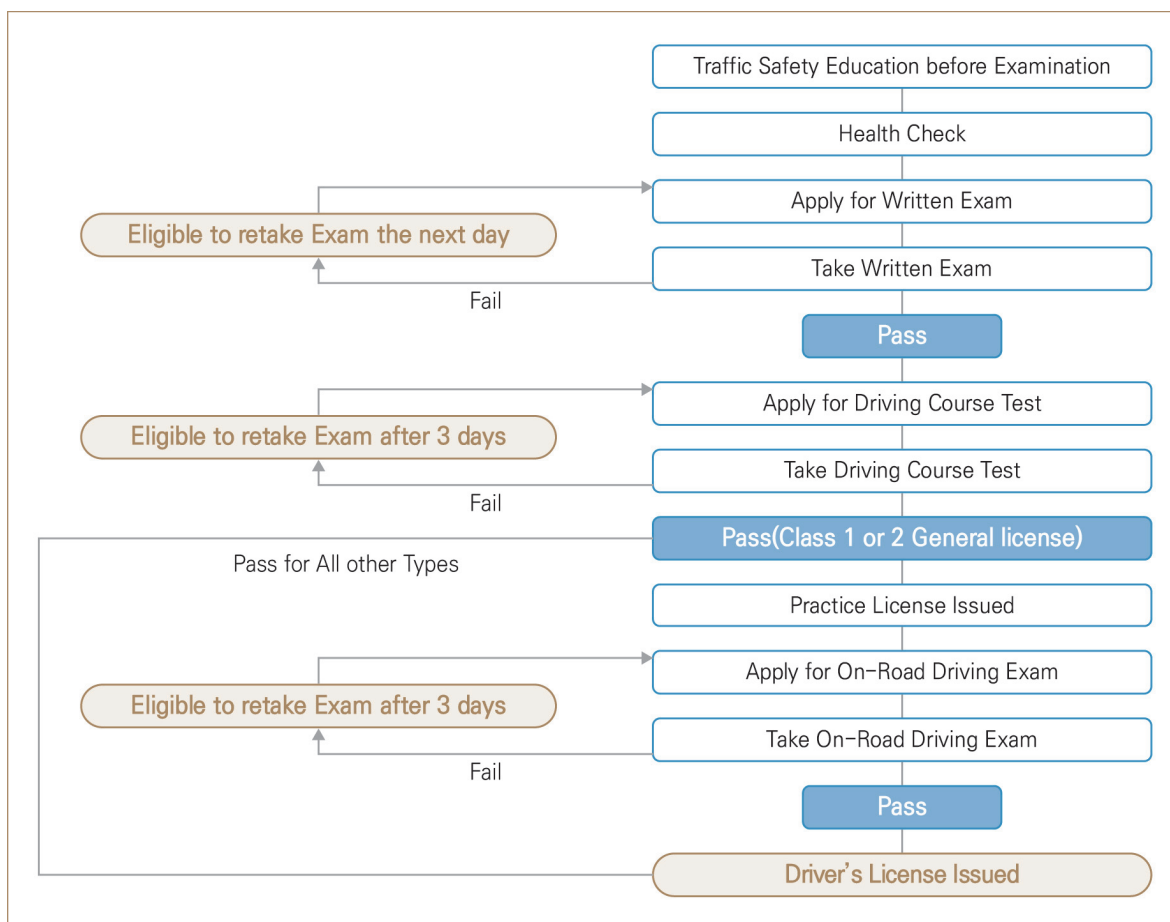 Traffic Safety Education before Examination
Health Check
Apply for Written Exam
Eligible to retake Exam the next day
Take Written Exam
Fail
Pass
Apply for Driving Course Test
Eligible to retake Exam after 3 days
Take Driving Course Test
Fail
Pass(Class 1 or 2 General license)
Pass for All other Types
Practice License Issued
Apply for On-Road Driving Exam
Eligible to retake Exam after 3 days
Take On-Road Driving Exam
Fail
Pass
Driver's License Issued